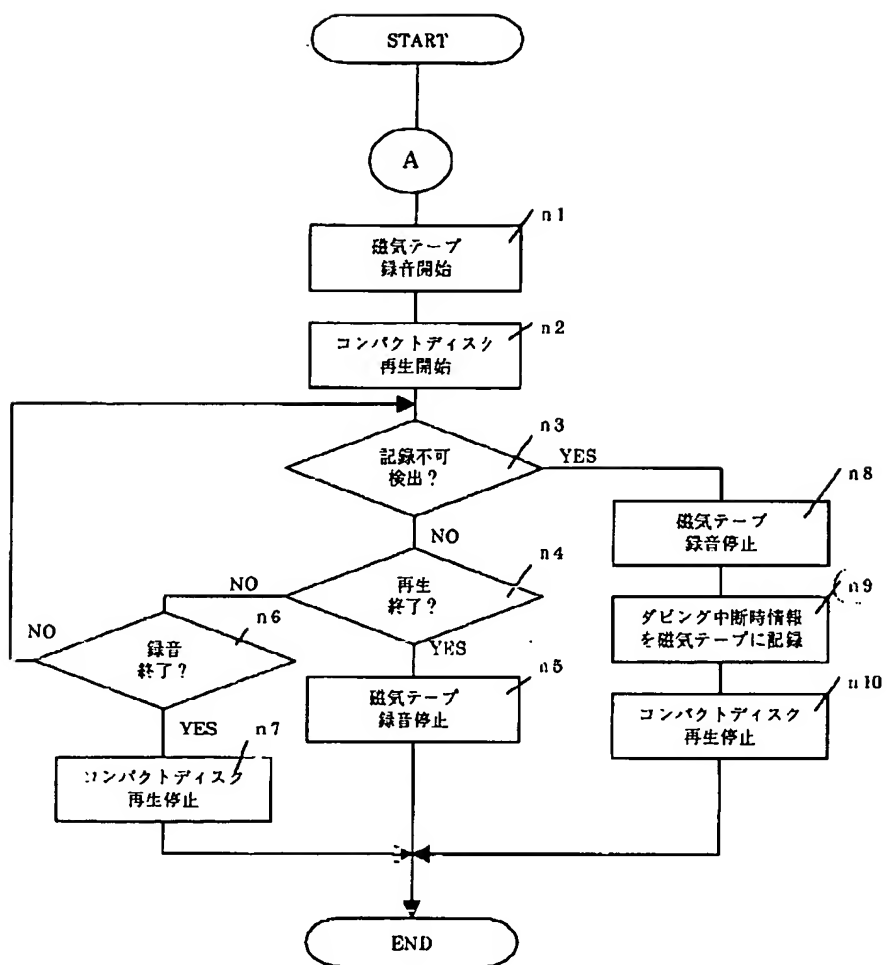 START
A
n1
磁気テープ
録音開始
n2
コンパクトディスク
再生開始
n3
記録不可
検出?
YES
NO
n8
磁気テープ
録音停止
n4
再生
終了?
NO
YES
n9
ダビング中断時情報
を磁気テープに記録
n6
録音
終了?
NO
YES
n5
磁気テープ
録音停止
n10
コンパクトディスク
再生停止
n7
コンパクトディスク
再生停止
END